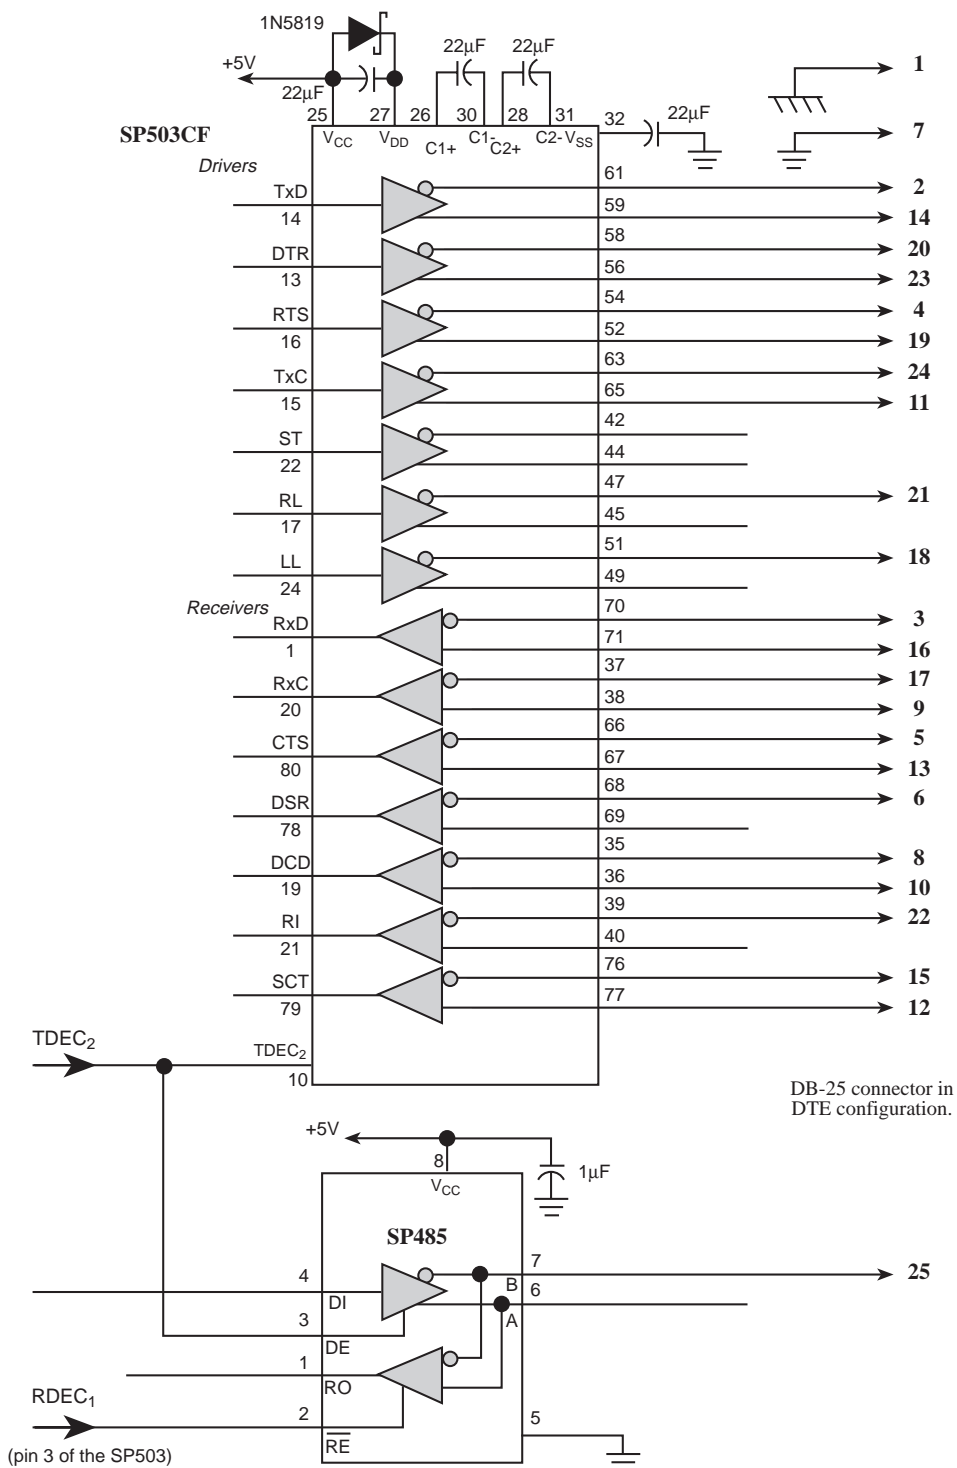 1N5819
22µF 22µF
+5V
1
22µF
25 27 26 30 28 31 32 22µF
SP503CF
VCC VDD C1+ C1- C2+ C2- VSS
7
Drivers
61
TxD 2
59
14 14
58
DTR 20
56
13 23
54
RTS 4
52
16 19
63
TxC 24
65
15 11
42
ST
44
22
47
RL 21
45
17
51
LL 18
49
24
Receivers
70
RxD 3
71
1 16
37
RxC 17
38
20 9
66
CTS 5
67
80 13
68
DSR 6
69
78
35
DCD 8
36
19 10
39
RI 22
40
21
76
SCT 15
77
79 12
TDEC2
TDEC2
10
DB-25 connector in
DTE configuration.
+5V
8
1µF
VCC
SP485
7
4 B 25
DI 6
3 A
DE
1
RO
RDEC1
2 5
RE
(pin 3 of the SP503)